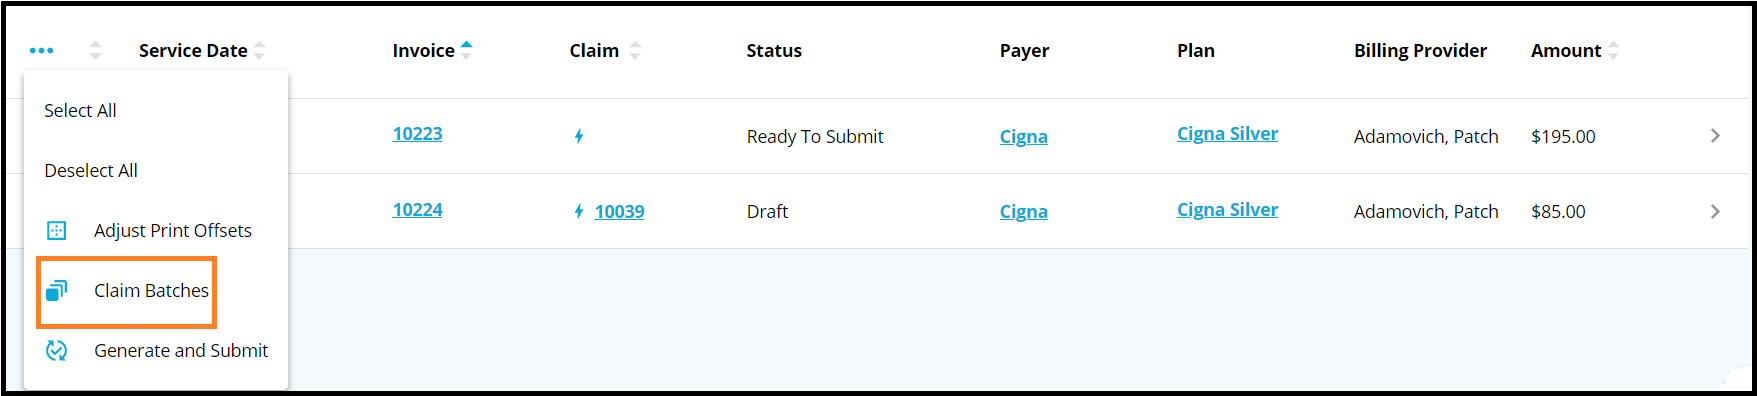 ••• Service Date Invoice Claim Status Payer Plan Billing Provider Amount
Select All
10223 Ready To Submit Cigna Cigna Silver Adamovich, Patch $195.00
Deselect All
10224 10039 Draft Cigna Cigna Silver Adamovich, Patch $85.00
Adjust Print Offsets
Claim Batches
Generate and Submit